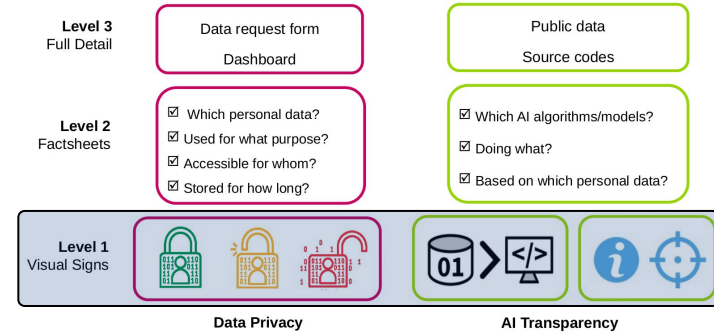 Level 3
Full Detail
Data request form
Dashboard
Public data
Source codes
Level 2
Factsheets
☑ Which personal data?
☑ Used for what purpose?
☑ Accessible for whom?
☑ Stored for how long?
☑ Which AI algorithms/models?
☑ Doing what?
☑ Based on which personal data?
Level 1
Visual Signs
01
</>
i
Data Privacy
AI Transparency